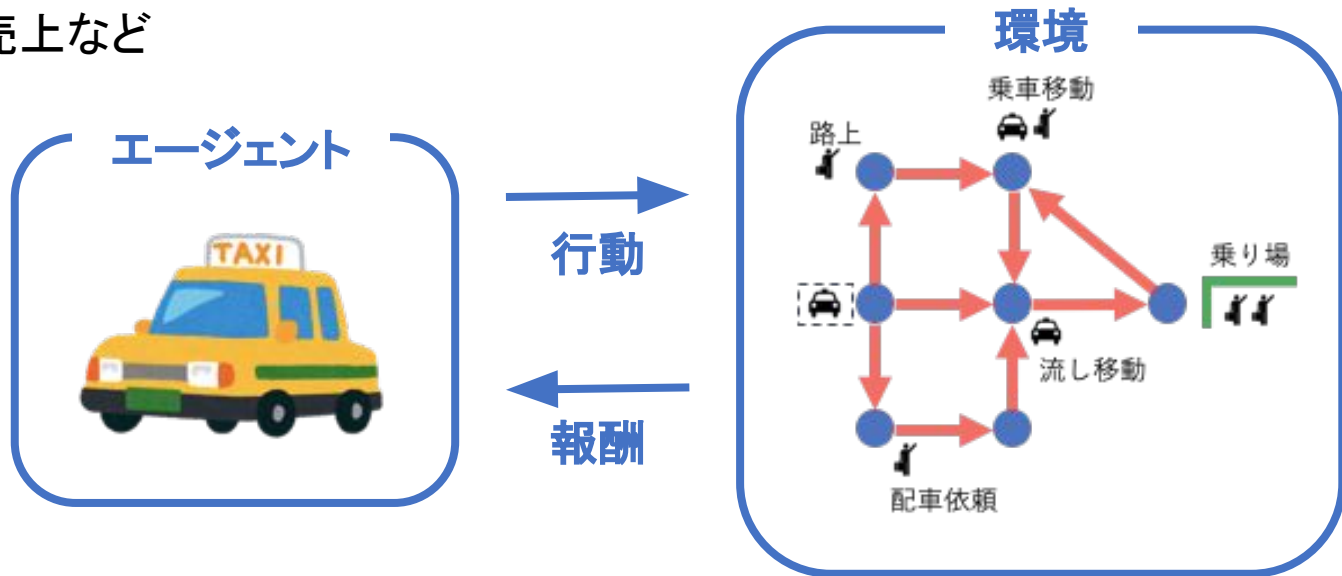 売上など
環境
乗車移動
路上
エージェント
TAXI
行動
乗り場
流し移動
報酬
配車依頼